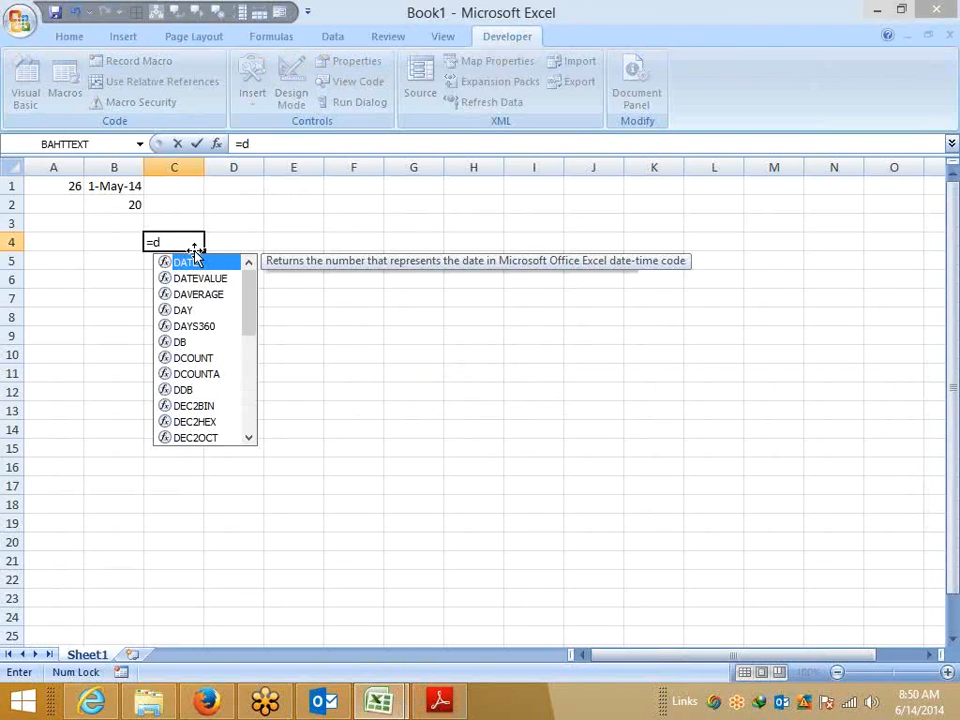 Book1 - Microsoft Excel
Home Insert Page Layout Formulas Data Review View Developer
Visual Basic
Macros
Record Macro
Use Relative References
Macro Security
Code
Insert
Design Mode
Properties
View Code
Run Dialog
Controls
Source
Map Properties
Expansion Packs
Refresh Data
Import
Export
XML
Document Panel
Modify
BAHTTEXT fx =d
A B C D E F G H I J K L M N O
1 26 1-May-14
2 20
3
4 =d
5
6
7
8
9
10
11
12
13
14
15
16
17
18
19
20
21
22
23
24
25
Returns the number that represents the date in Microsoft Office Excel date-time code
DATEVALUE
DAVERAGE
DAY
DAYS360
DB
DCOUNT
DCOUNTA
DDB
DEC2BIN
DEC2HEX
DEC2OCT
Sheet1
Enter Num Lock 100%
Links
8:50 AM
6/14/2014